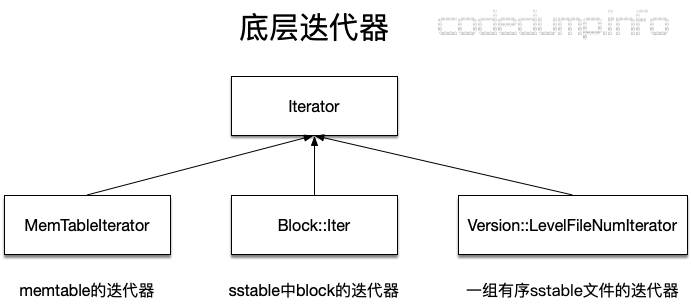 底层迭代器
codedump.info
Iterator
MemTableIterator
Block::Iter
Version::LevelFileNumIterator
memtable的迭代器
sstable中block的迭代器
一组有序sstable文件的迭代器